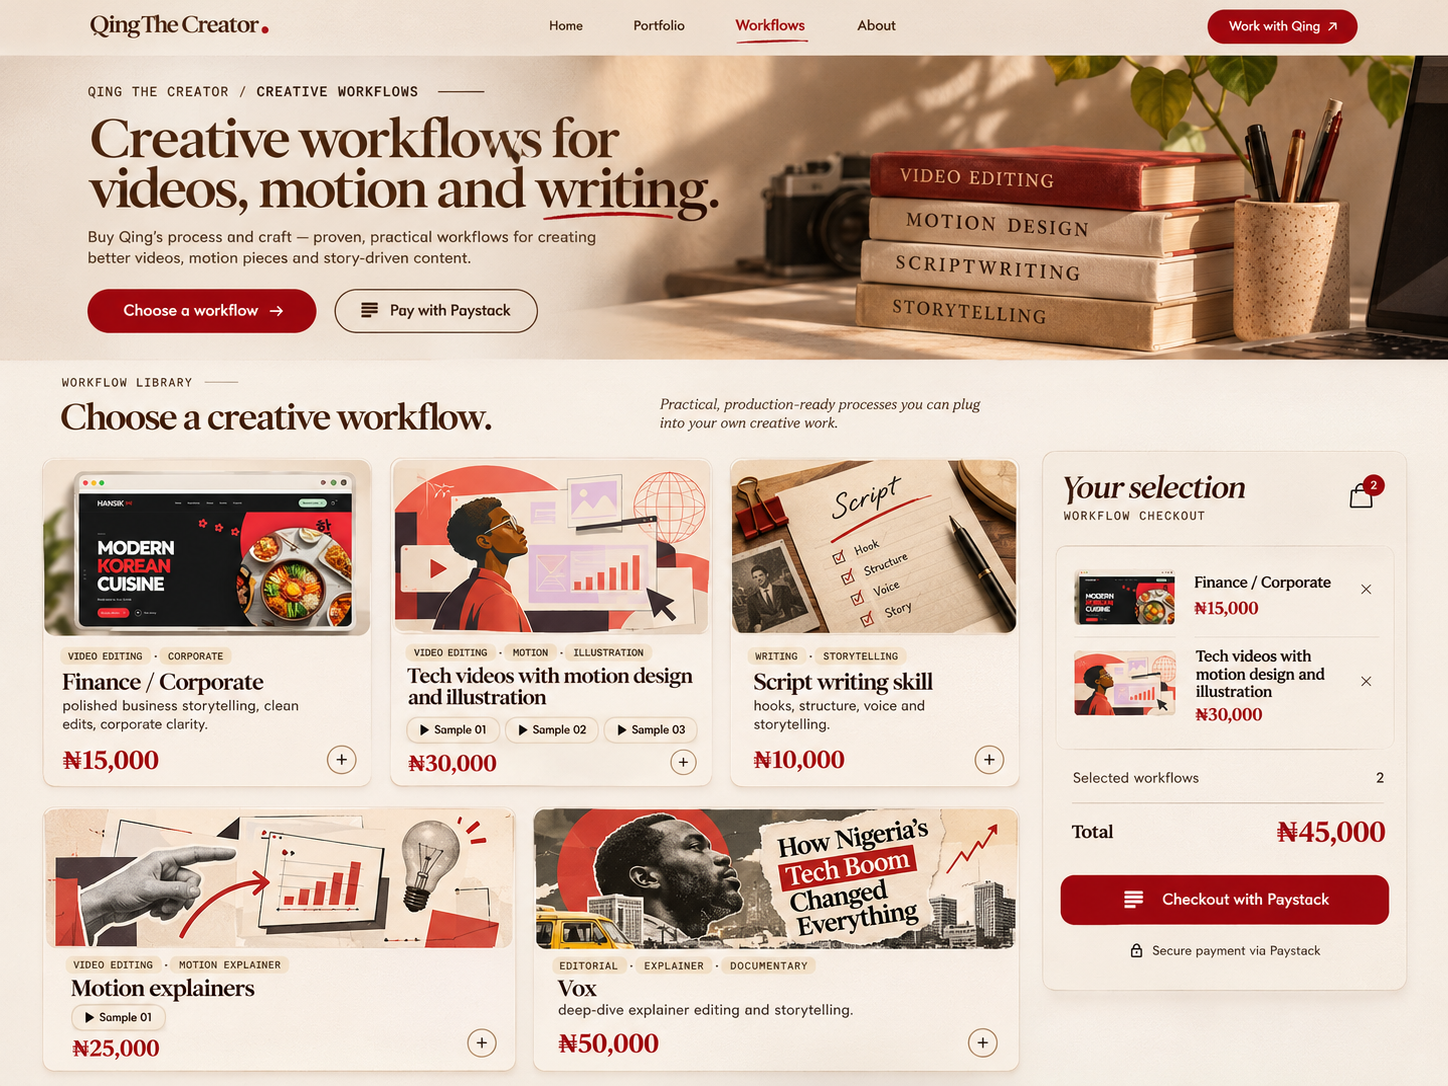 QingTheCreator.
Home
Portfolio
Workflows
About
Work with Qing ↗
QING THE CREATOR / CREATIVE WORKFLOWS
Creative workflows for
videos, motion and writing.
Buy Qing's process and craft — proven, practical workflows for creating
better videos, motion pieces and story-driven content.
Choose a workflow →
Pay with Paystack
VIDEO EDITING
MOTION DESIGN
SCRIPTWRITING
STORYTELLING
WORKFLOW LIBRARY
Choose a creative workflow.
Practical, production-ready processes you can plug
into your own creative work.
HANSIK
MODERN
KOREAN
CUISINE
VIDEO EDITING · CORPORATE
Finance / Corporate
polished business storytelling, clean
edits, corporate clarity.
₦15,000
+
VIDEO EDITING · MOTION · ILLUSTRATION
Tech videos with motion design
and illustration
Sample 01
Sample 02
Sample 03
₦30,000
+
Script
Hook
Structure
Voice
Story
WRITING · STORYTELLING
Script writing skill
hooks, structure, voice and
storytelling.
₦10,000
+
VIDEO EDITING · MOTION EXPLAINER
Motion explainers
Sample 01
₦25,000
+
How Nigeria's
Tech Boom
Changed
Everything
EDITORIAL · EXPLAINER · DOCUMENTARY
Vox
deep-dive explainer editing and storytelling.
₦50,000
+
Your selection
2
WORKFLOW CHECKOUT
MODERN
KOREAN
CUISINE
Finance / Corporate
₦15,000
Tech videos with
motion design and
illustration
₦30,000
Selected workflows 2
Total ₦45,000
Checkout with Paystack
Secure payment via Paystack